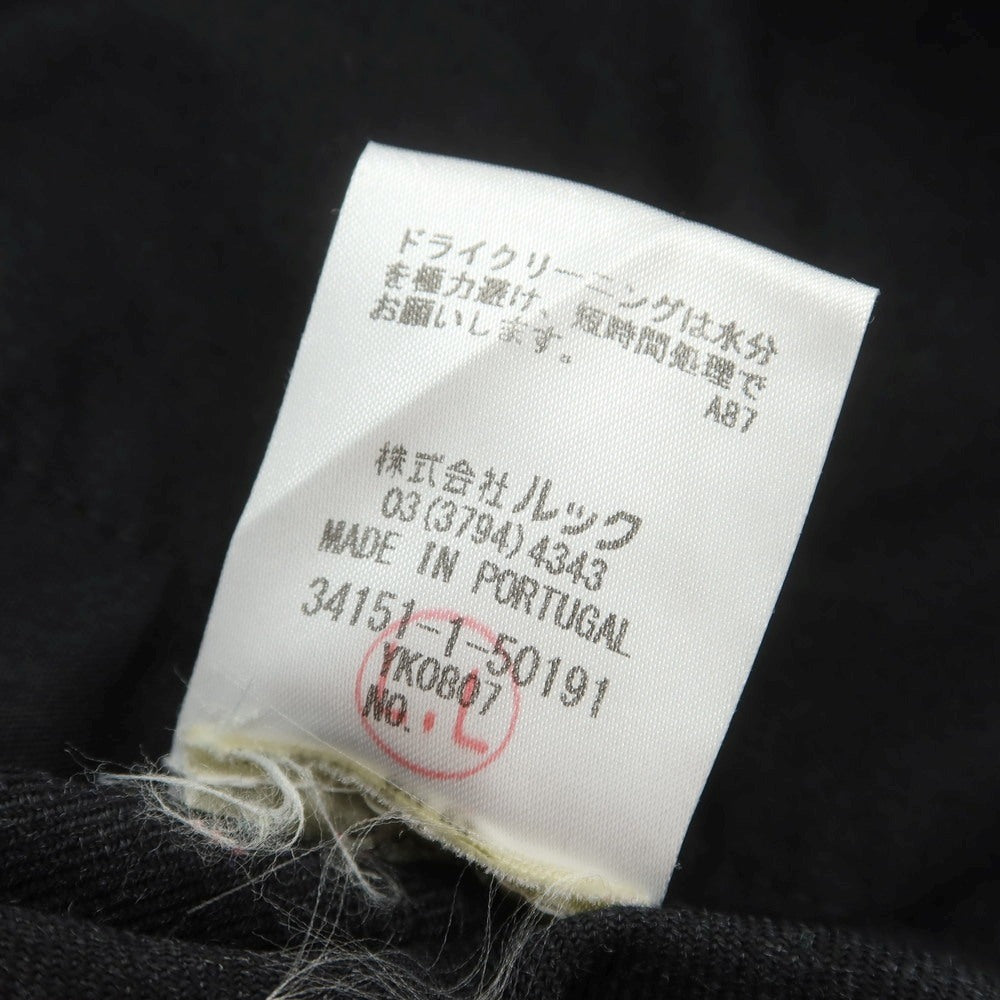 ドライクリーニングは水分
を極力避け、短時間処理で
お願いします。
A87
株式会社ルック
03(3794)4343
MADE IN PORTUGAL
34151-1-50191
YK0807
NO.
L.L